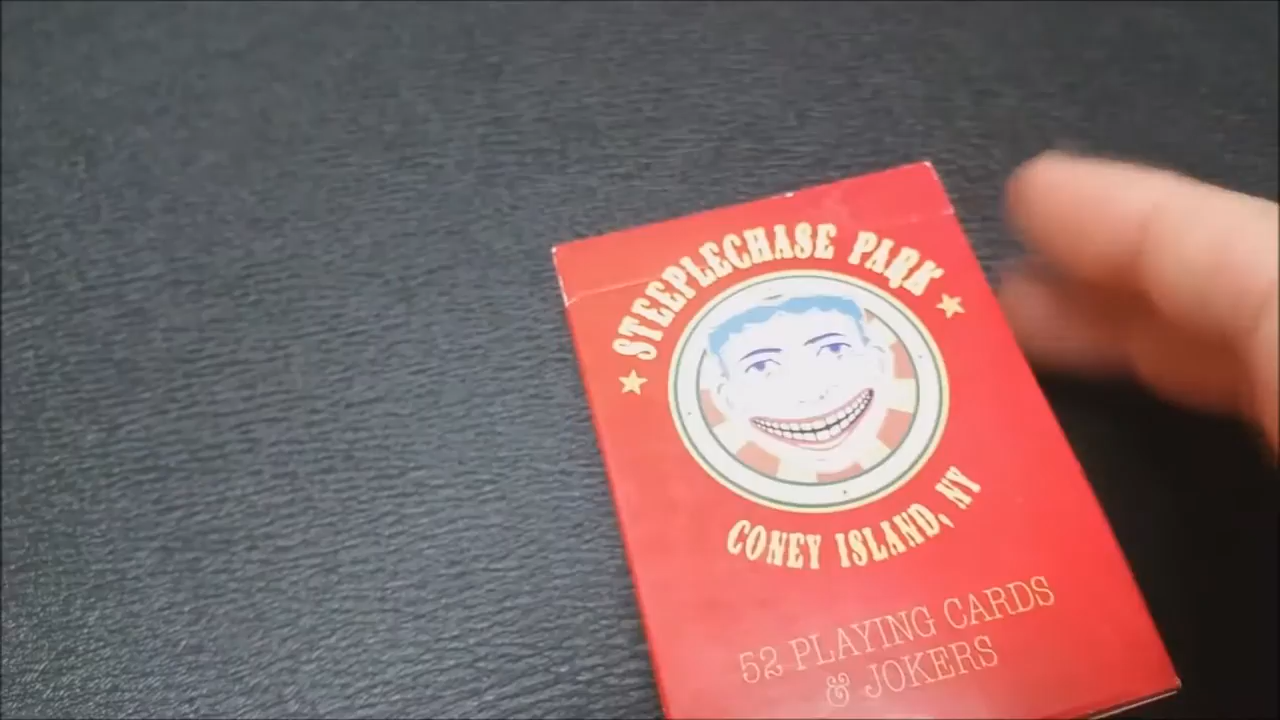 STEEPLECHASE PARK
CONEY ISLAND, NY
52 PLAYING CARDS
& JOKERS